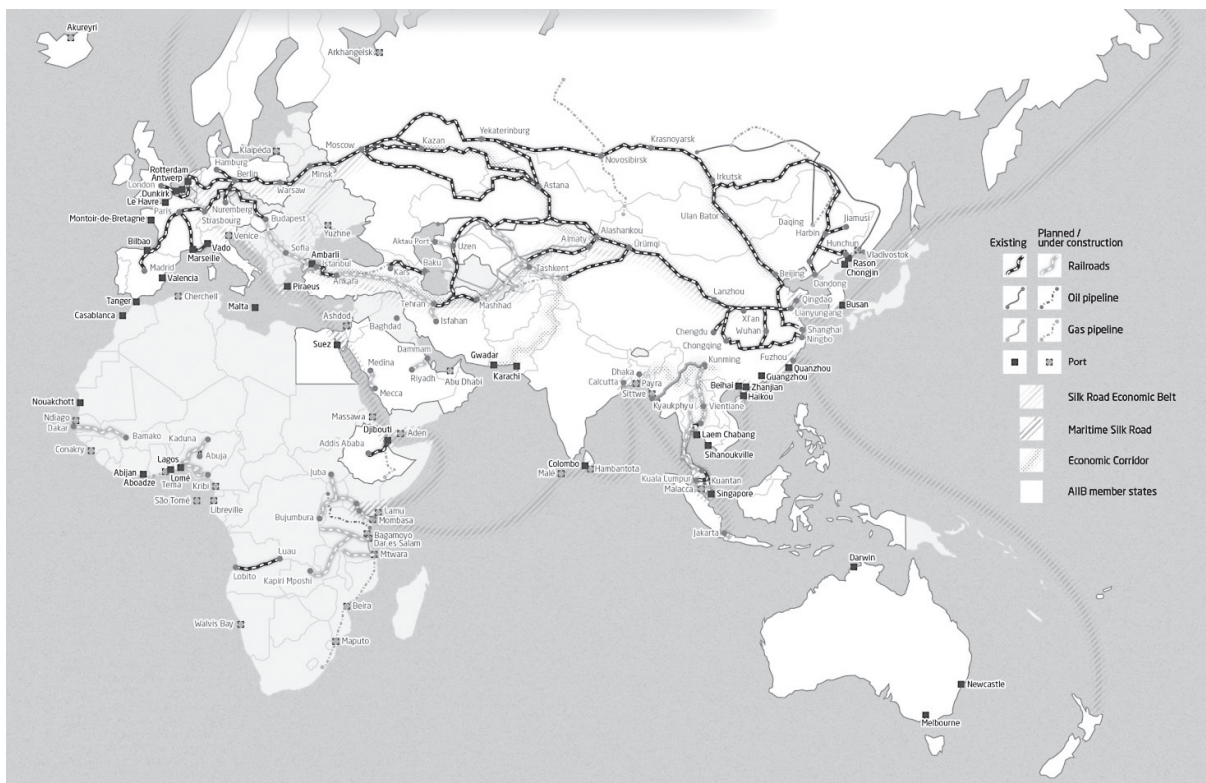 Akureyri
Arkhangelsk
Yekaterinburg
Krasnoyarsk
Kazan
Moscow
Novosibirsk
Klaipėda
Hamburg
Rotterdam
Antwerp
Berlin
Minsk
London
Dunkirk
Warsaw
Irkutsk
Le Havre
Astana
Paris
Nuremberg
Montoir-de-Bretagne
Strasbourg
Budapest
Ulan Bator
Daqing
Jiamusi
Harbin
Yuzhne
Alashankou
Venice
Aktau Port
Uzen
Almaty
Ürümqi
Hunchun
Vladivostok
Bilbao
Vado
Marseille
Sofia
Ambarli
Istanbul
Rason
Chongjin
Madrid
Valencia
Kars
Baku
Tashkent
Beijing
Dandong
Ankara
Piraeus
Tanger
Cherchell
Malta
Tehran
Mashhad
Lanzhou
Qingdao
Busan
Casablanca
Lianyungang
Xi'an
Isfahan
Ashdod
Baghdad
Chengdu
Wuhan
Shanghai
Ningbo
Suez
Chongqing
Dammam
Gwadar
Kunming
Fuzhou
Medina
Karachi
Quanzhou
Riyadh
Abu Dhabi
Dhaka
Guangzhou
Calcutta
Payra
Beihai
Zhanjian
Mecca
Sittwe
Haikou
Nouakchott
Kyaukphyu
Vientiane
Massawa
Ndiago
Dakar
Djibouti
Aden
Bamako
Kaduna
Laem Chabang
Addis Ababa
Conakry
Lagos
Abuja
Sihanoukville
Colombo
Hambantota
Abijan
Lomé
Malé
Aboadze
Tema
Kribi
Juba
Kuala Lumpur
Kuantan
Malacca
Singapore
São Tomé
Libreville
Lamu
Bujumbura
Mombasa
Bagamoyo
Dar es Salam
Jakarta
Luau
Mtwara
Lobito
Kapiri Mposhi
Darwin
Beira
Walvis Bay
Maputo
Newcastle
Melbourne
Existing
Planned /
under construction
Railroads
Oil pipeline
Gas pipeline
Port
Silk Road Economic Belt
Maritime Silk Road
Economic Corridor
AIIB member states